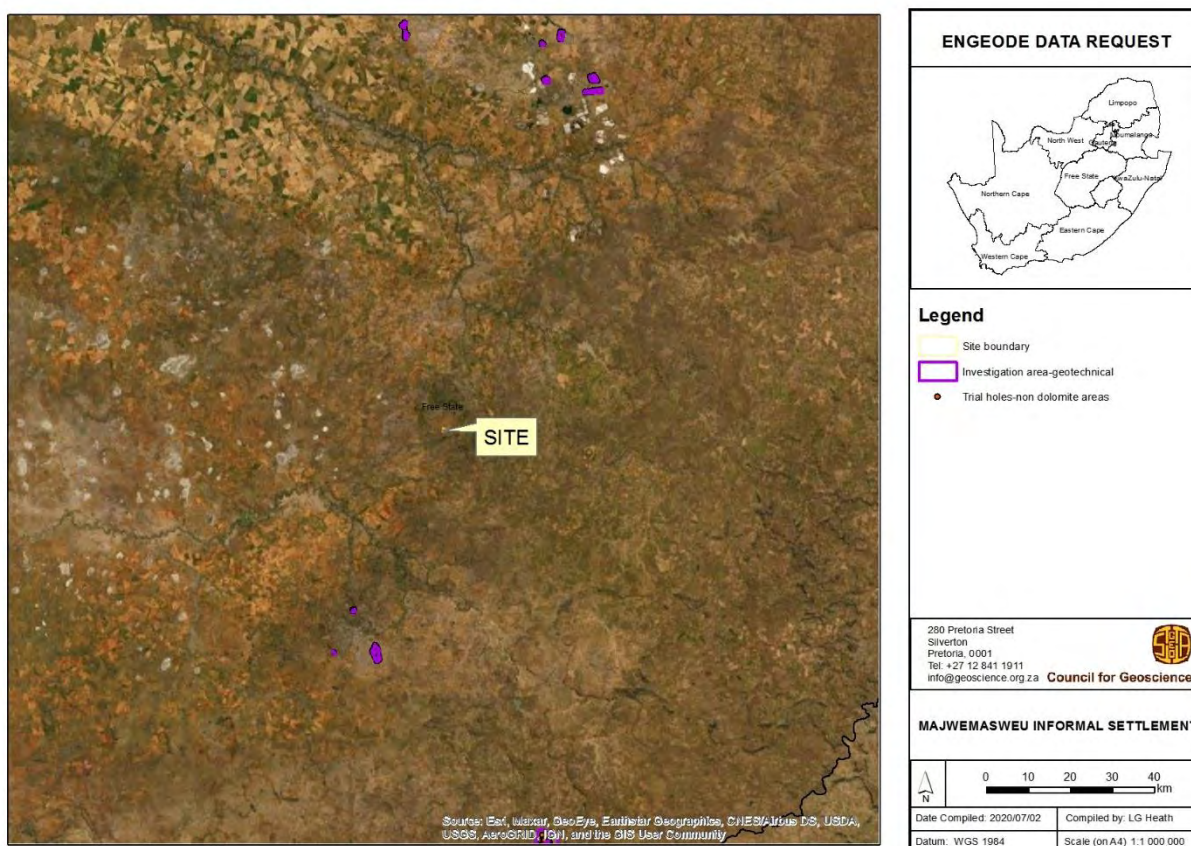 Free State
SITE
Source: Esri, Maxar, GeoEye, Earthstar Geographics, CNES/Airbus DS, USDA,
USGS, AeroGRID, IGN, and the GIS User Community
ENGEODE DATA REQUEST
Limpopo
North West
Free State
Northern Cape
Eastern Cape
Western Cape
Legend
Site boundary
Investigation area-geotechnical
Trial holes-non dolomite areas
280 Pretoria Street
Silverton
Pretoria, 0001
Tel: +27 12 841 1911
info@geoscience.org.za
Council for Geoscience
MAJWEMASWEU INFORMAL SETTLEMENT
N
0 10 20 30 40
km
Date Compiled: 2020/07/02
Compiled by: LG Heath
Datum: WGS 1984
Scale (on A4) 1:1 000 000